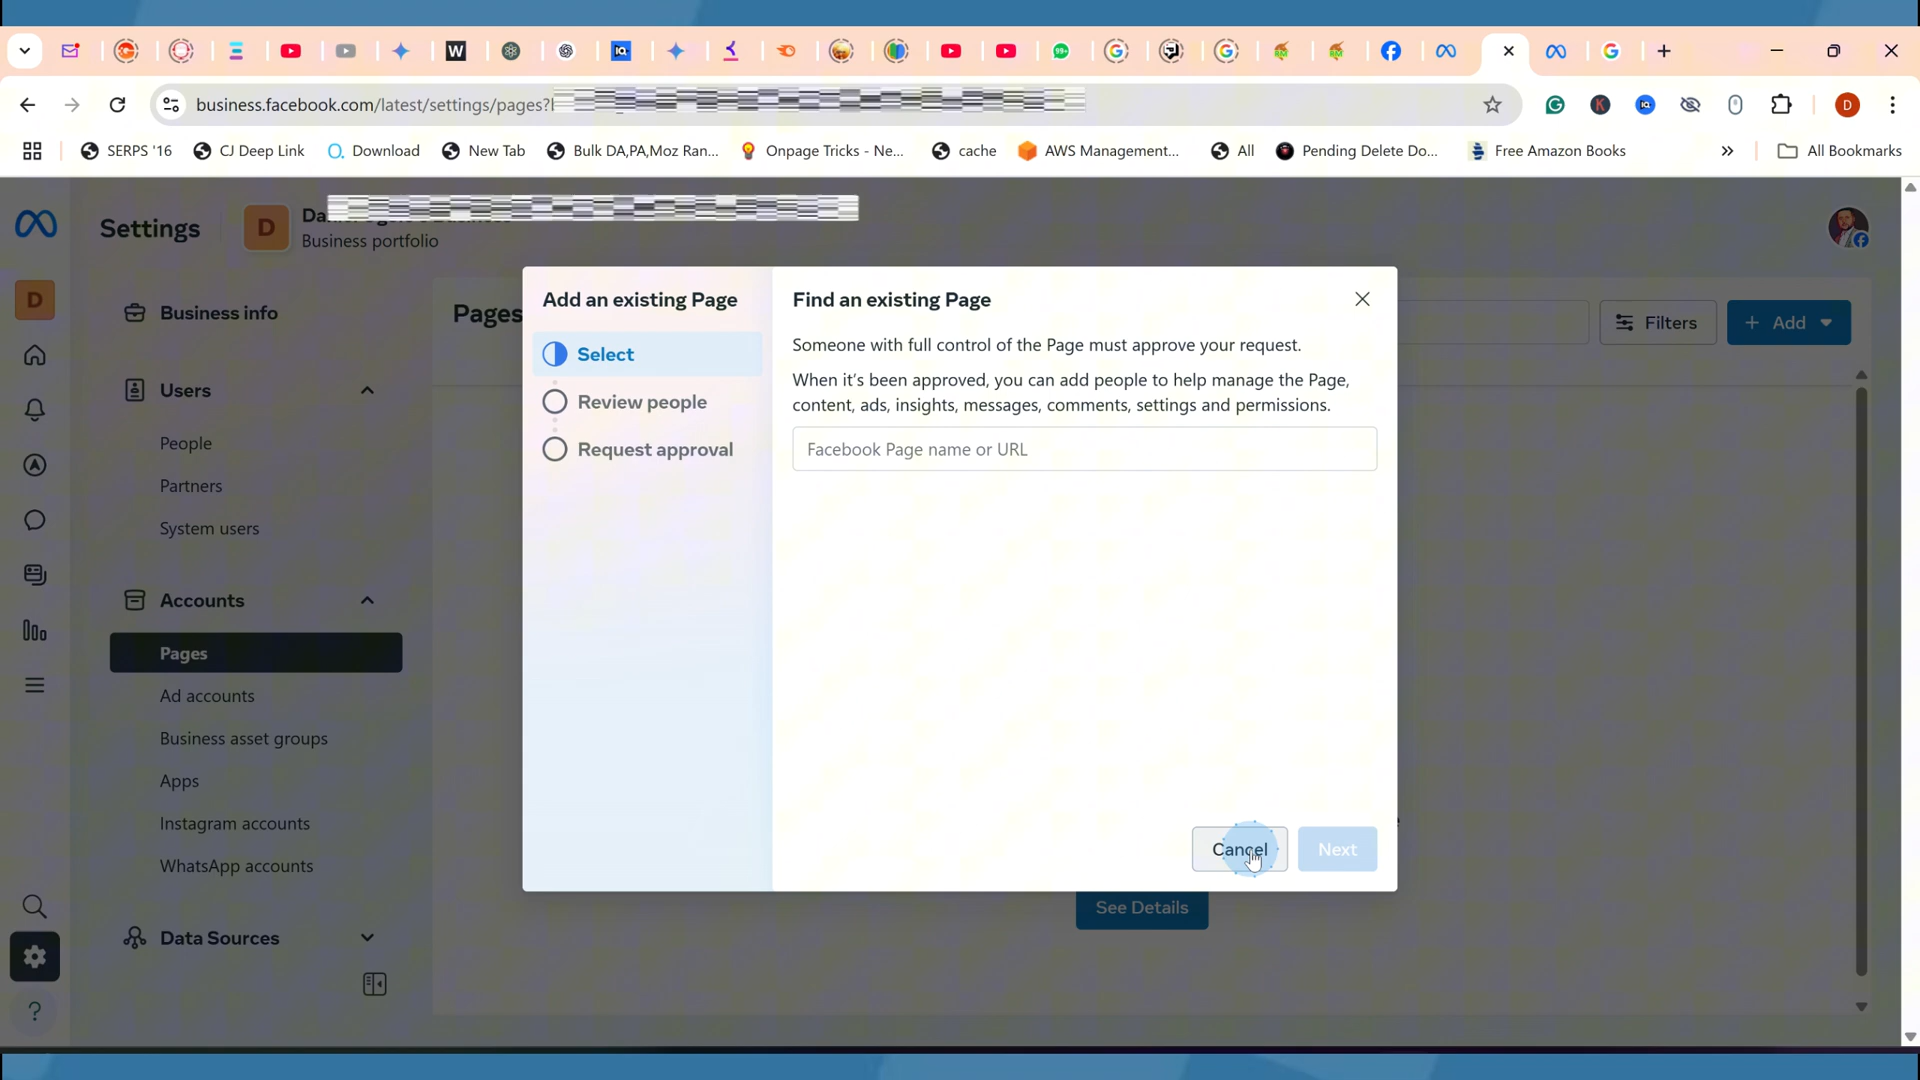 99+
business.facebook.com/latest/settings/pages?
D
SERPS '16
CJ Deep Link
Download
New Tab
Bulk DA,PA,Moz Ran...
Onpage Tricks - Ne...
cache
AWS Management...
All
Pending Delete Do...
Free Amazon Books
All Bookmarks
Settings
D
Business portfolio
D
Business info
Users
People
Partners
System users
Accounts
Pages
Ad accounts
Business asset groups
Apps
Instagram accounts
WhatsApp accounts
Data Sources
Pages
Filters
+ Add
Add an existing Page
Select
Review people
Request approval
Find an existing Page
Someone with full control of the Page must approve your request.
When it's been approved, you can add people to help manage the Page,
content, ads, insights, messages, comments, settings and permissions.
Facebook Page name or URL
Cancel
Next
See Details